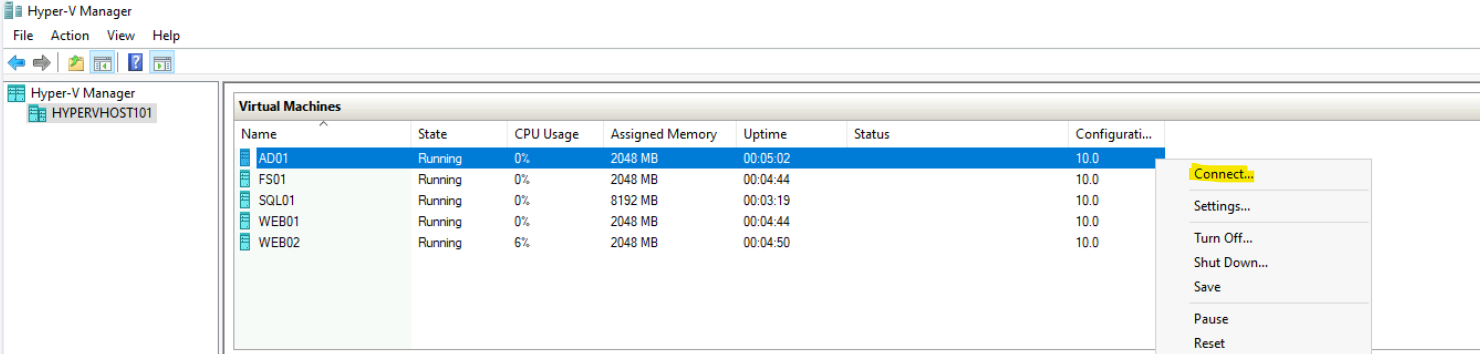 Hyper-V Manager
File Action View Help
Hyper-V Manager
HYPERVHOST101
Virtual Machines
Name State CPU Usage Assigned Memory Uptime Status Configurati...
AD01 Running 0% 2048 MB 00:05:02 10.0
FS01 Running 0% 2048 MB 00:04:44 10.0
SQL01 Running 0% 8192 MB 00:03:19 10.0
WEB01 Running 0% 2048 MB 00:04:44 10.0
WEB02 Running 6% 2048 MB 00:04:50 10.0
Connect...
Settings...
Turn Off...
Shut Down...
Save
Pause
Reset